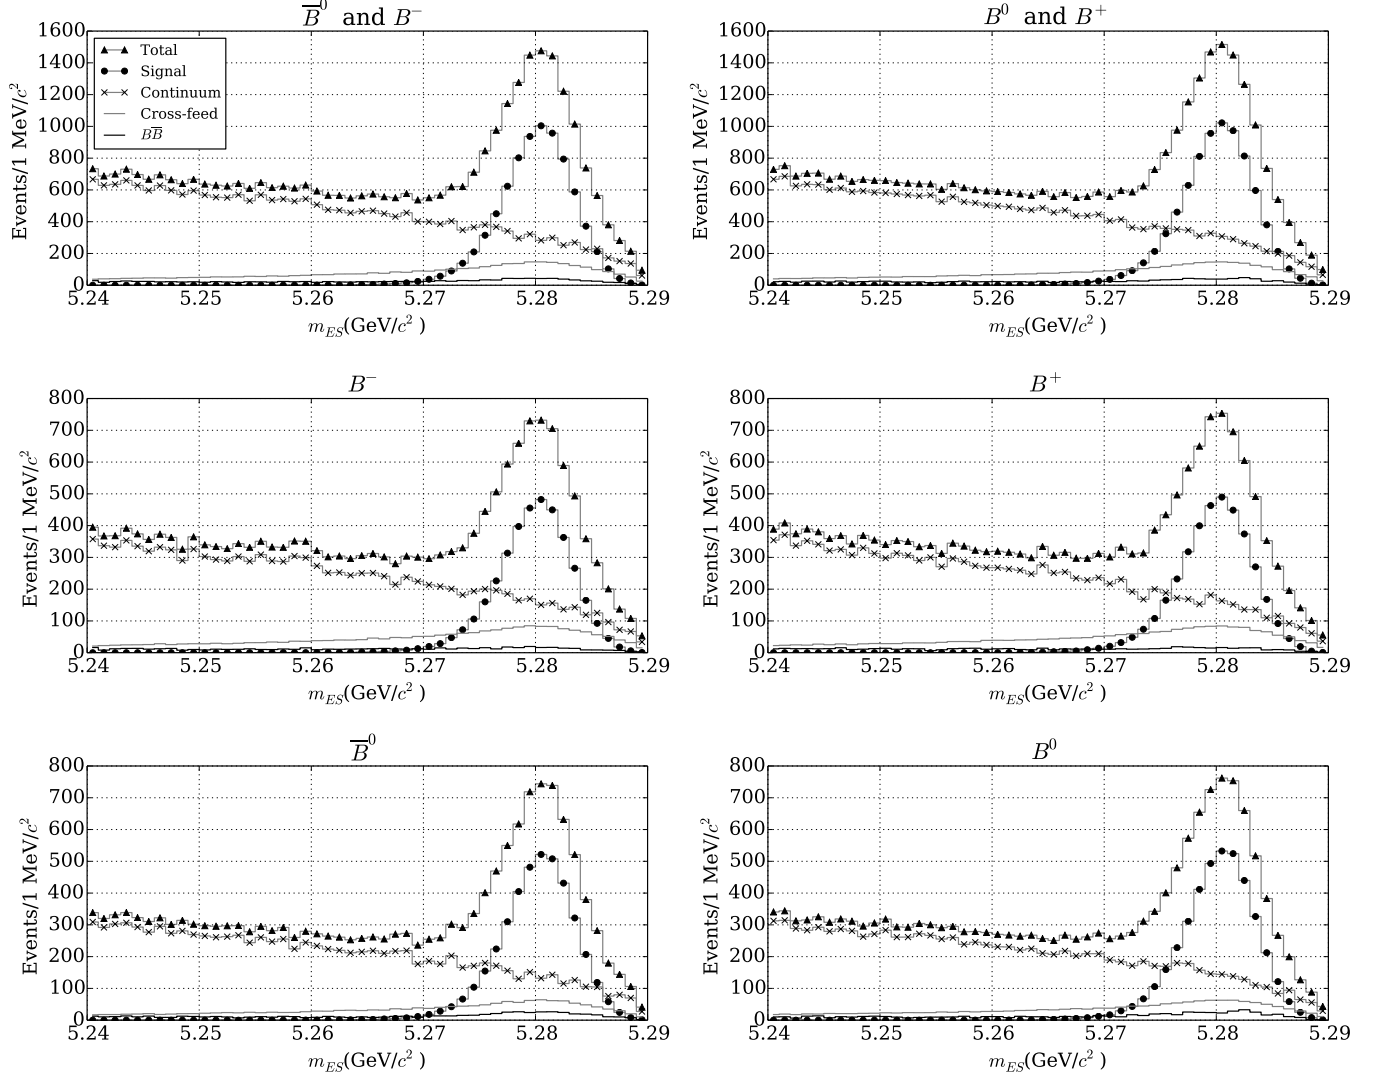 B̅⁰ and B⁻
Events/1 MeV/c²
1600
1400
1200
1000
800
600
400
200
0
Total
Signal
Continuum
Cross-feed
BB̅
5.24 5.25 5.26 5.27 5.28 5.29
m_ES(GeV/c² )
B⁰ and B⁺
Events/1 MeV/c²
1600
1400
1200
1000
800
600
400
200
0
5.24 5.25 5.26 5.27 5.28 5.29
m_ES(GeV/c² )
B⁻
Events/1 MeV/c²
800
700
600
500
400
300
200
100
0
5.24 5.25 5.26 5.27 5.28 5.29
m_ES(GeV/c² )
B⁺
Events/1 MeV/c²
800
700
600
500
400
300
200
100
0
5.24 5.25 5.26 5.27 5.28 5.29
m_ES(GeV/c² )
B̅⁰
Events/1 MeV/c²
800
700
600
500
400
300
200
100
0
5.24 5.25 5.26 5.27 5.28 5.29
m_ES(GeV/c² )
B⁰
Events/1 MeV/c²
800
700
600
500
400
300
200
100
0
5.24 5.25 5.26 5.27 5.28 5.29
m_ES(GeV/c² )